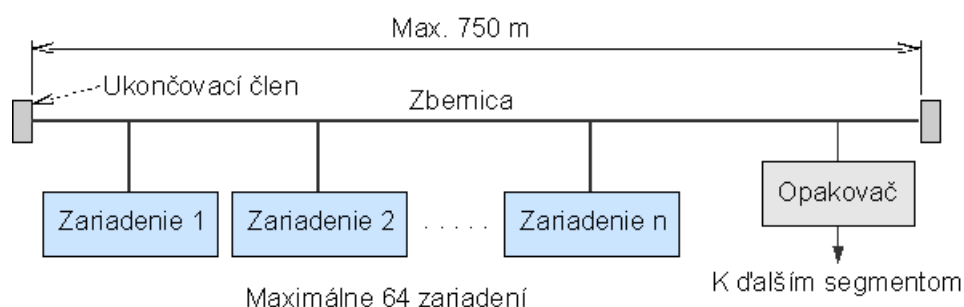 Max. 750 m
Ukončovací člen
Zbernica
Zariadenie 1
Zariadenie 2
. . . . .
Zariadenie n
Opakovač
K ďalším segmentom
Maximálne 64 zariadení